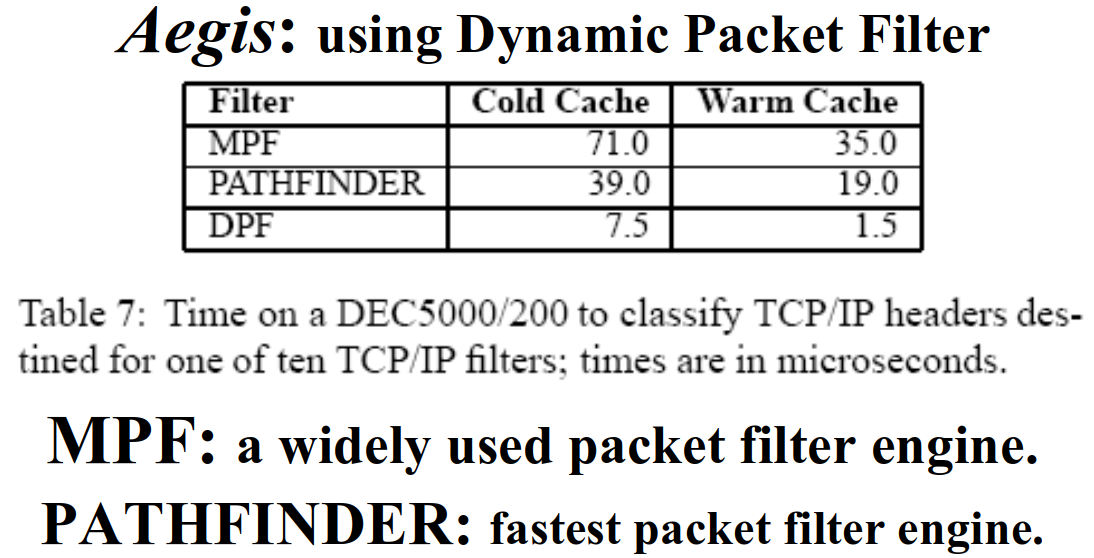 Aegis: using Dynamic Packet Filter
Filter Cold Cache Warm Cache
MPF 71.0 35.0
PATHFINDER 39.0 19.0
DPF 7.5 1.5
Table 7: Time on a DEC5000/200 to classify TCP/IP headers des-
tined for one of ten TCP/IP filters; times are in microseconds.
MPF: a widely used packet filter engine.
PATHFINDER: fastest packet filter engine.